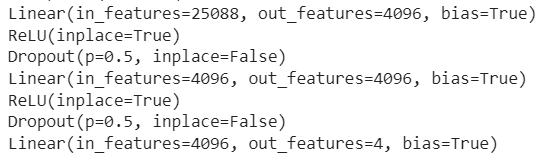 Linear(in_features=25088, out_features=4096, bias=True)
ReLU(inplace=True)
Dropout(p=0.5, inplace=False)
Linear(in_features=4096, out_features=4096, bias=True)
ReLU(inplace=True)
Dropout(p=0.5, inplace=False)
Linear(in_features=4096, out_features=4, bias=True)